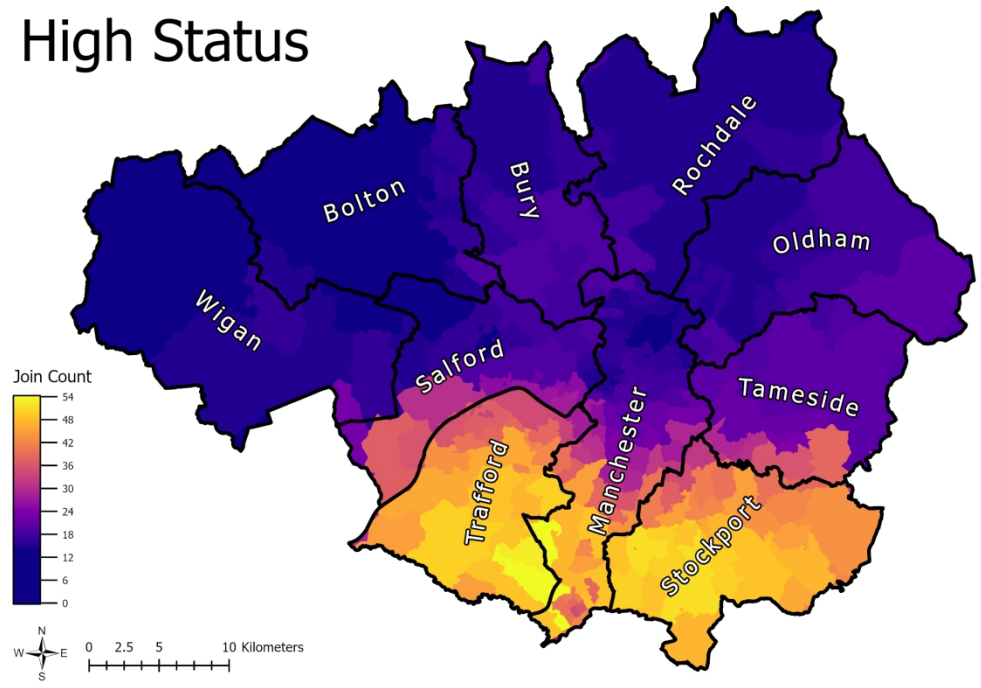 High Status
Rochdale
Bury
Bolton
Oldham
Wigan
Salford
Tameside
Join Count
54
48
42
36
30
24
18
12
6
0
Manchester
Trafford
Stockport
N
W E
S
0 2.5 5 10 Kilometers